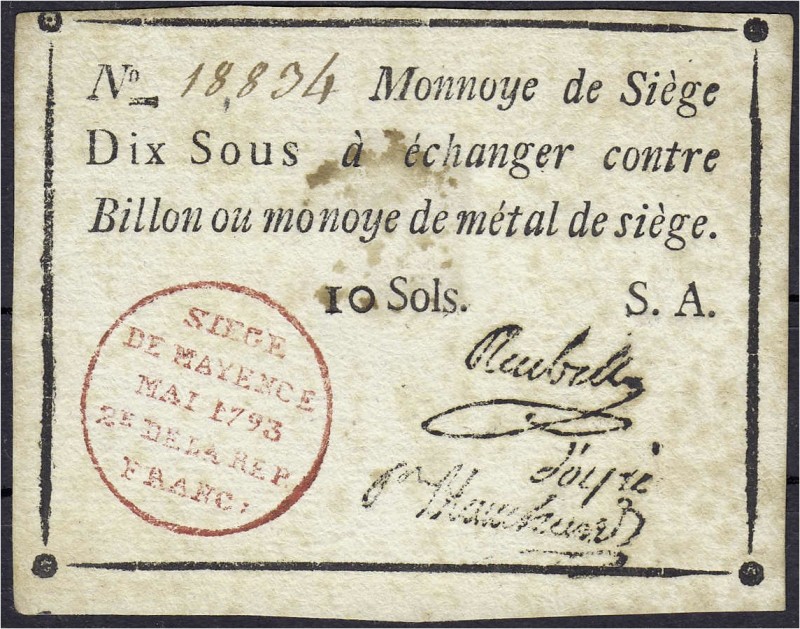 No. 18834 Monnoye de Siège
Dix Sous à échanger contre
Billon ou monoye de métal de siège.
10 Sols. S. A.
SIEGE
DE MAYENCE
MAI 1793
2E DE LA REP
FRANC: